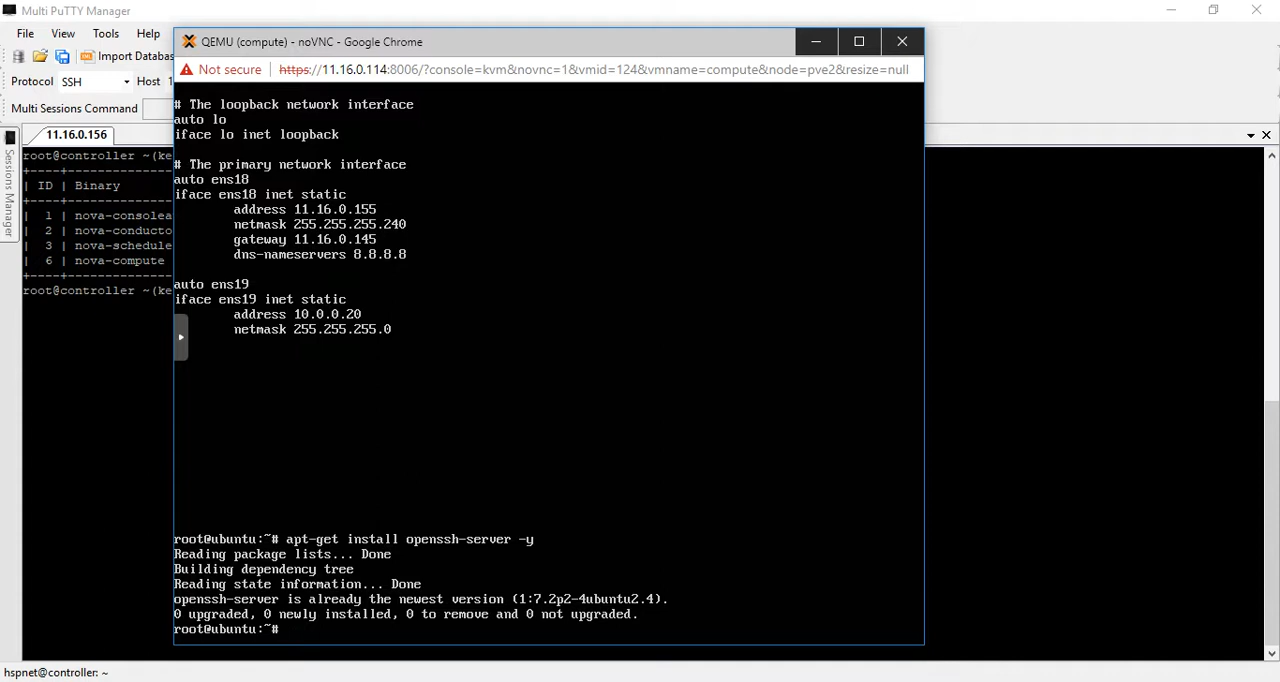 Multi PuTTY Manager
File View Tools Help
Import Databas
Protocol SSH Host 1
Multi Sessions Command
11.16.0.156
Sessions Manager
root@controller ~(ke
+----+--------------
| ID | Binary
+----+--------------
| 1 | nova-consolea
| 2 | nova-conducto
| 3 | nova-schedule
| 6 | nova-compute
+----+--------------
root@controller ~(ke
QEMU (compute) - noVNC - Google Chrome
Not secure https://11.16.0.114:8006/?console=kvm&novnc=1&vmid=124&vmname=compute&node=pve2&resize=null
# The loopback network interface
auto lo
iface lo inet loopback
# The primary network interface
auto ens18
iface ens18 inet static
address 11.16.0.155
netmask 255.255.255.240
gateway 11.16.0.145
dns-nameservers 8.8.8.8
auto ens19
iface ens19 inet static
address 10.0.0.20
netmask 255.255.255.0
root@ubuntu:~# apt-get install openssh-server -y
Reading package lists... Done
Building dependency tree
Reading state information... Done
openssh-server is already the newest version (1:7.2p2-4ubuntu2.4).
0 upgraded, 0 newly installed, 0 to remove and 0 not upgraded.
root@ubuntu:~#
hspnet@controller: ~